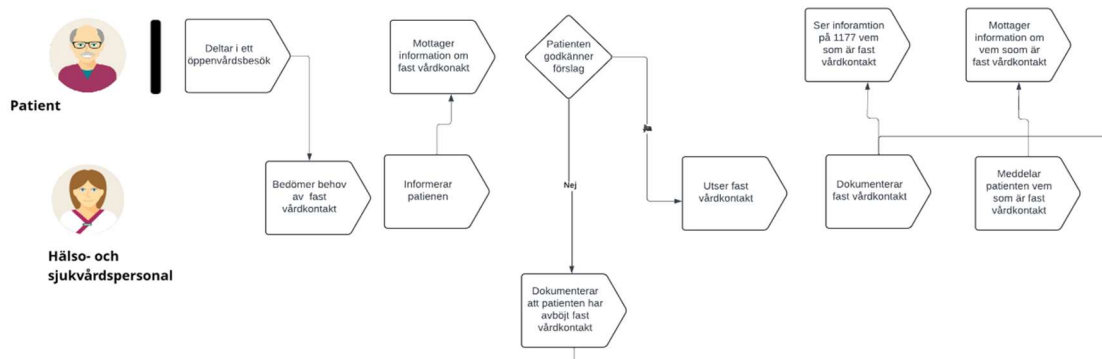 Patient
Deltar i ett
öppenvårdsbesök
Mottager
information om
fast vårdkonakt
Patienten
godkänner
förslag
Ser inforamtion
på 1177 vem
som är fast
vårdkontakt
Mottager
information om
vem soom är
fast vårdkontakt
Ja
Nej
Hälso- och
sjukvårdspersonal
Bedömer behov
av fast
vårdkontakt
Informerar
patienen
Utser fast
vårdkontakt
Dokumenterar
fast vårdkontakt
Meddelar
patienten vem
som är fast
vårdkontakt
Dokumenterar
att patienten har
avböjt fast
vårdkontakt